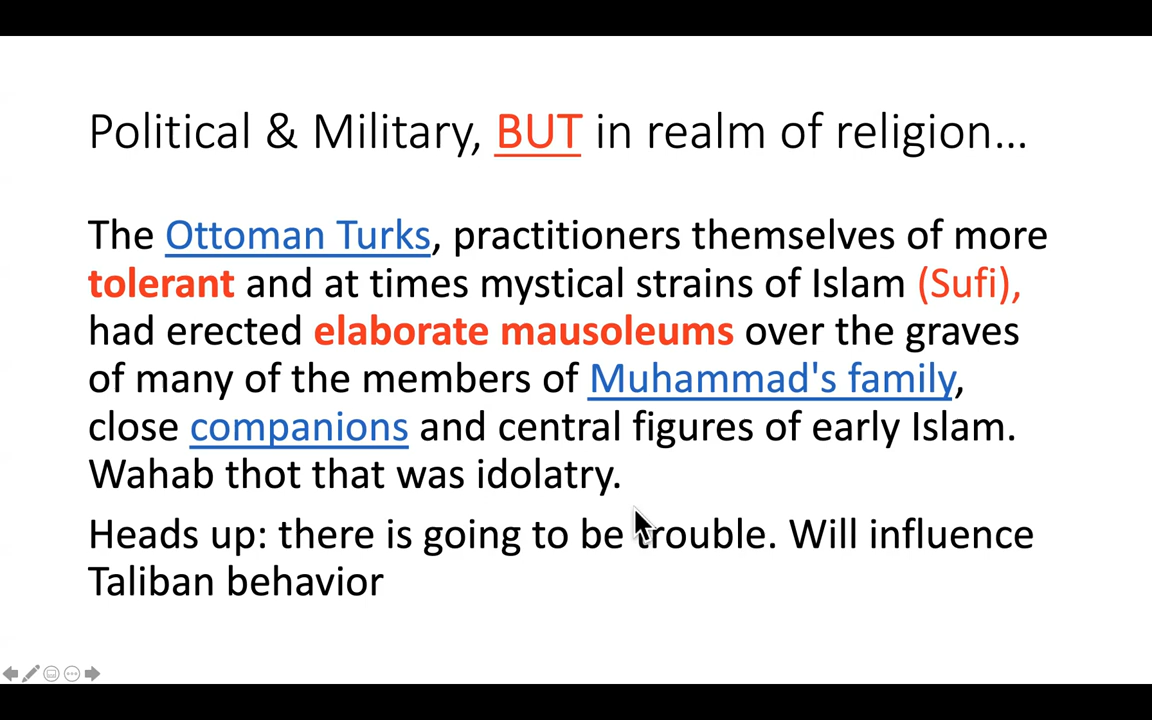 Political & Military, BUT in realm of religion...
The Ottoman Turks, practitioners themselves of more
tolerant and at times mystical strains of Islam (Sufi),
had erected elaborate mausoleums over the graves
of many of the members of Muhammad's family,
close companions and central figures of early Islam.
Wahab thot that was idolatry.
Heads up: there is going to be trouble. Will influence
Taliban behavior